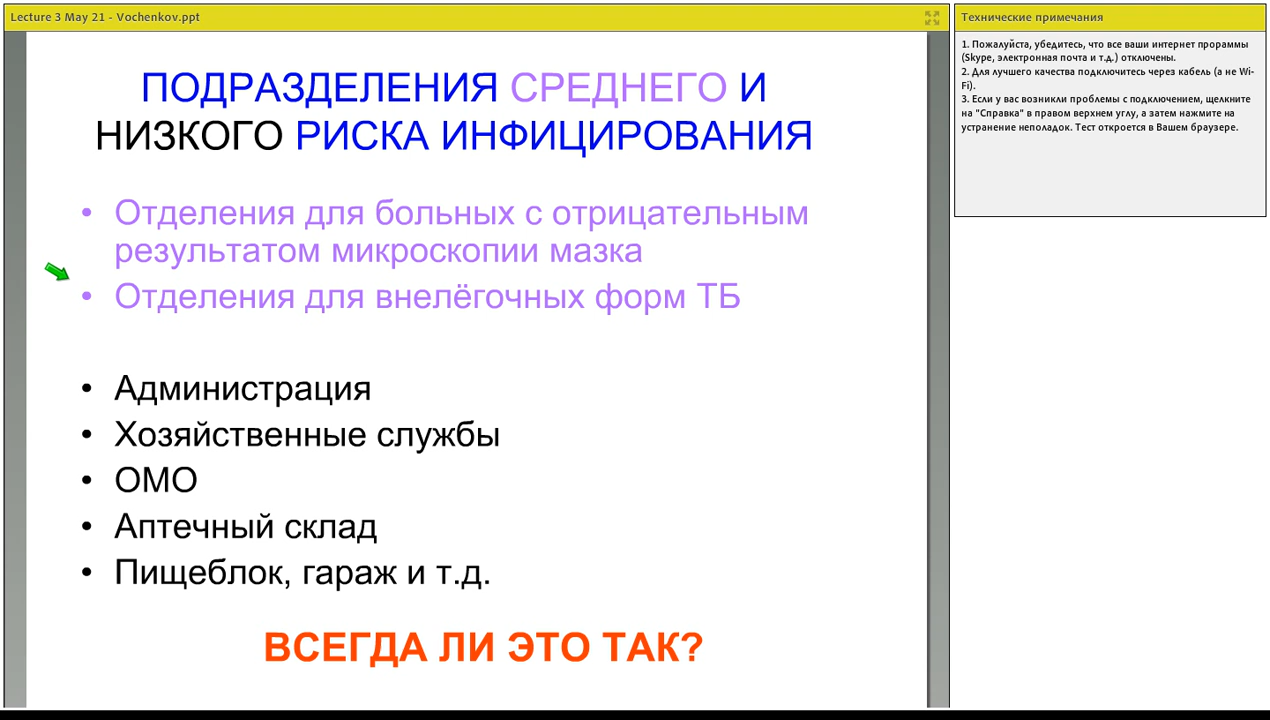 Lecture 3 May 21 - Vochenkov.ppt
ПОДРАЗДЕЛЕНИЯ СРЕДНЕГО И
НИЗКОГО РИСКА ИНФИЦИРОВАНИЯ
• Отделения для больных с отрицательным
результатом микроскопии мазка
• Отделения для внелёгочных форм ТБ
• Администрация
• Хозяйственные службы
• ОМО
• Аптечный склад
• Пищеблок, гараж и т.д.
ВСЕГДА ЛИ ЭТО ТАК?
Технические примечания
1. Пожалуйста, убедитесь, что все ваши интернет прораммы
(Skype, электронная почта и т.д.) отключены.
2. Для лучшего качества подключитесь через кабель (а не Wi-
Fi).
3. Если у вас возникли проблемы с подключением, щелкните
на "Справка" в правом верхнем углу, а затем нажмите на
устранение неполадок. Тест откроется в Вашем браузере.